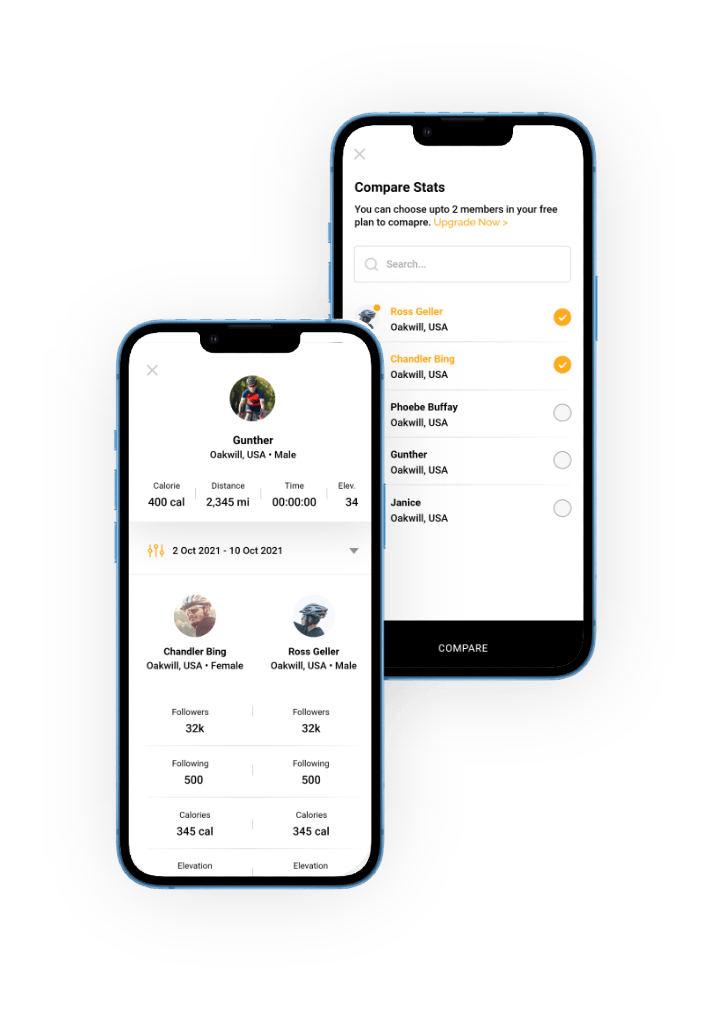 Compare Stats
You can choose upto 2 members in your free
plan to comapre. Upgrade Now >
Search...
Ross Geller
Oakwill, USA
Chandler Bing
Oakwill, USA
Phoebe Buffay
Oakwill, USA
Gunther
Oakwill, USA
Janice
Oakwill, USA
COMPARE
Gunther
Oakwill, USA • Male
Calorie Distance Time Elev.
400 cal 2,345 mi 00:00:00 34
2 Oct 2021 - 10 Oct 2021
Chandler Bing Ross Geller
Oakwill, USA • Female Oakwill, USA • Male
Followers Followers
32k 32k
Following Following
500 500
Calories Calories
345 cal 345 cal
Elevation Elevation